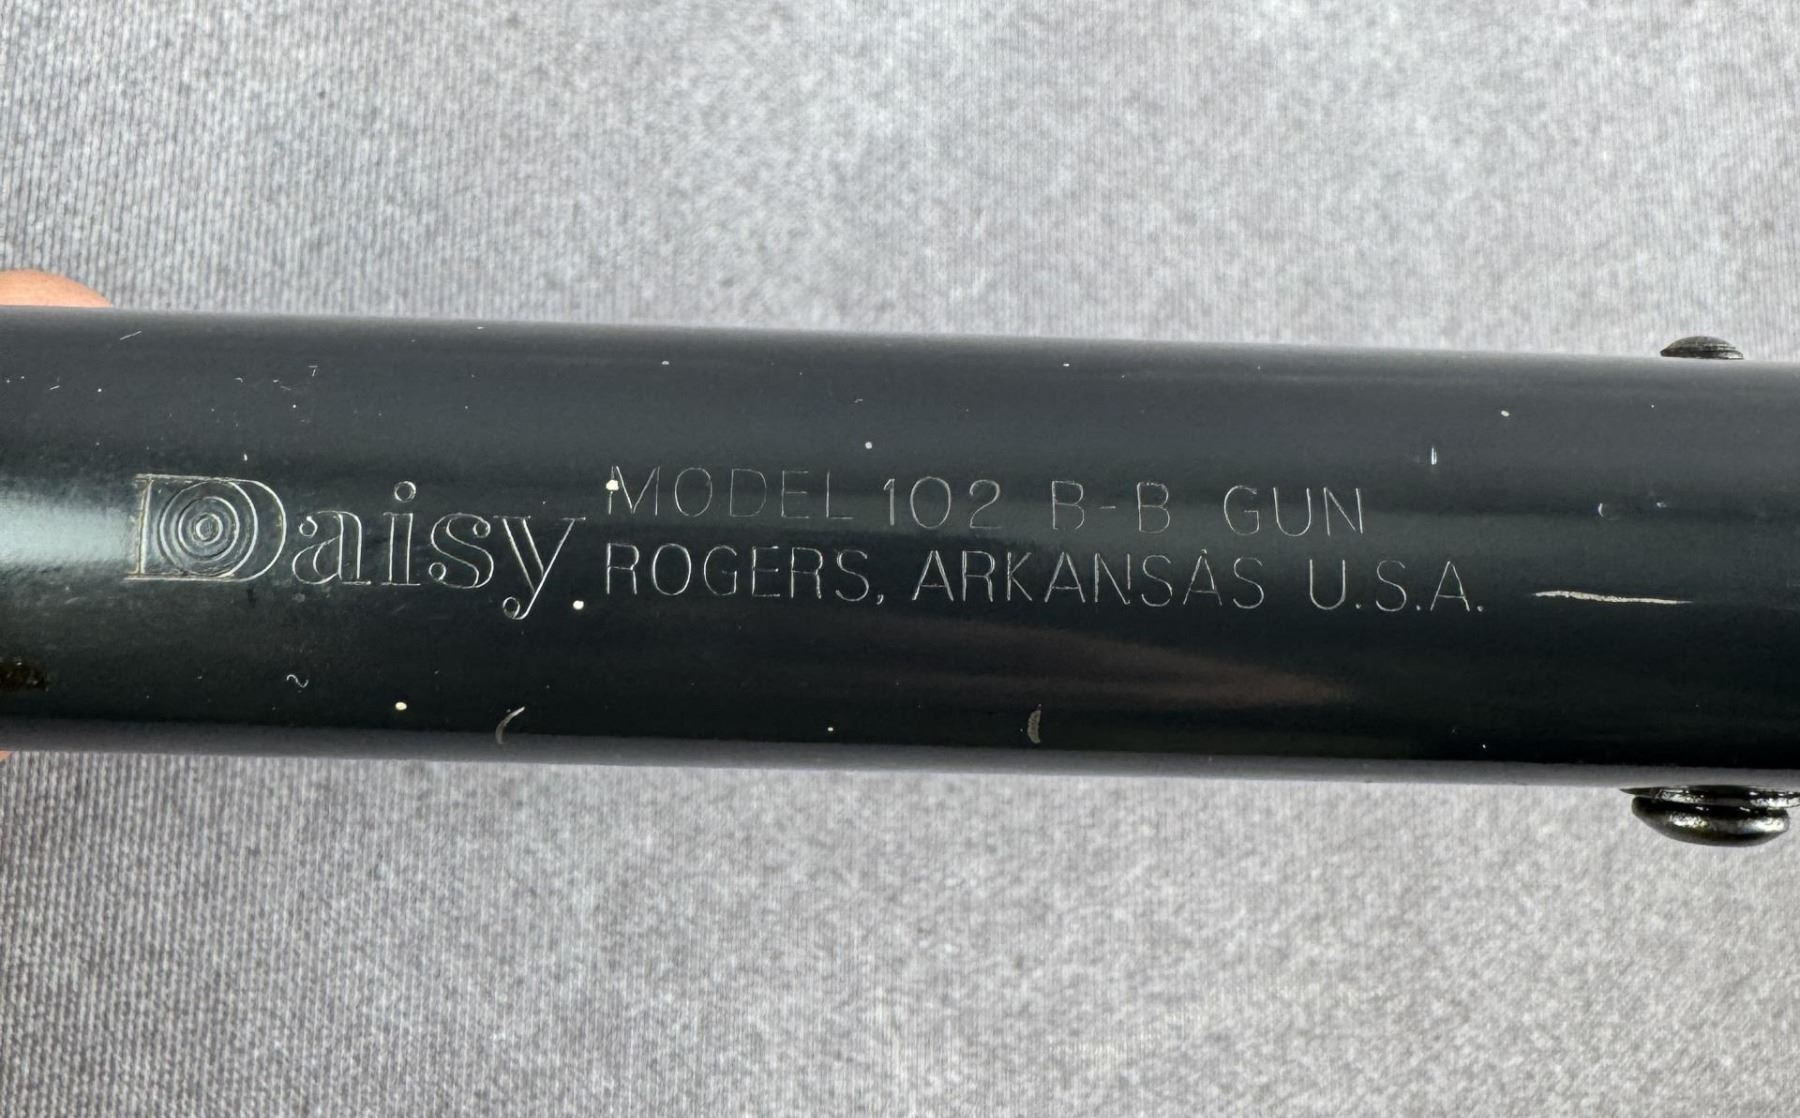 Daisy
MODEL 102 B-B GUN
ROGERS, ARKANSAS U.S.A.